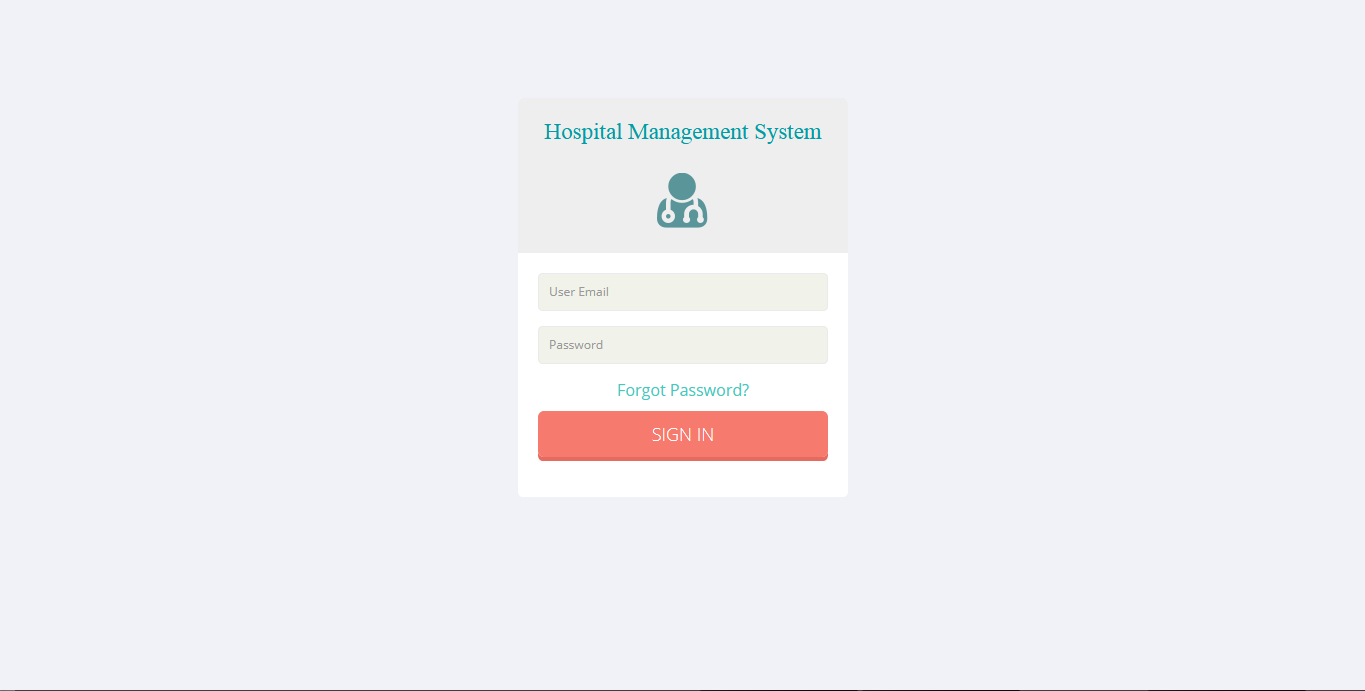 Hospital Management System
User Email
Password
Forgot Password?
SIGN IN